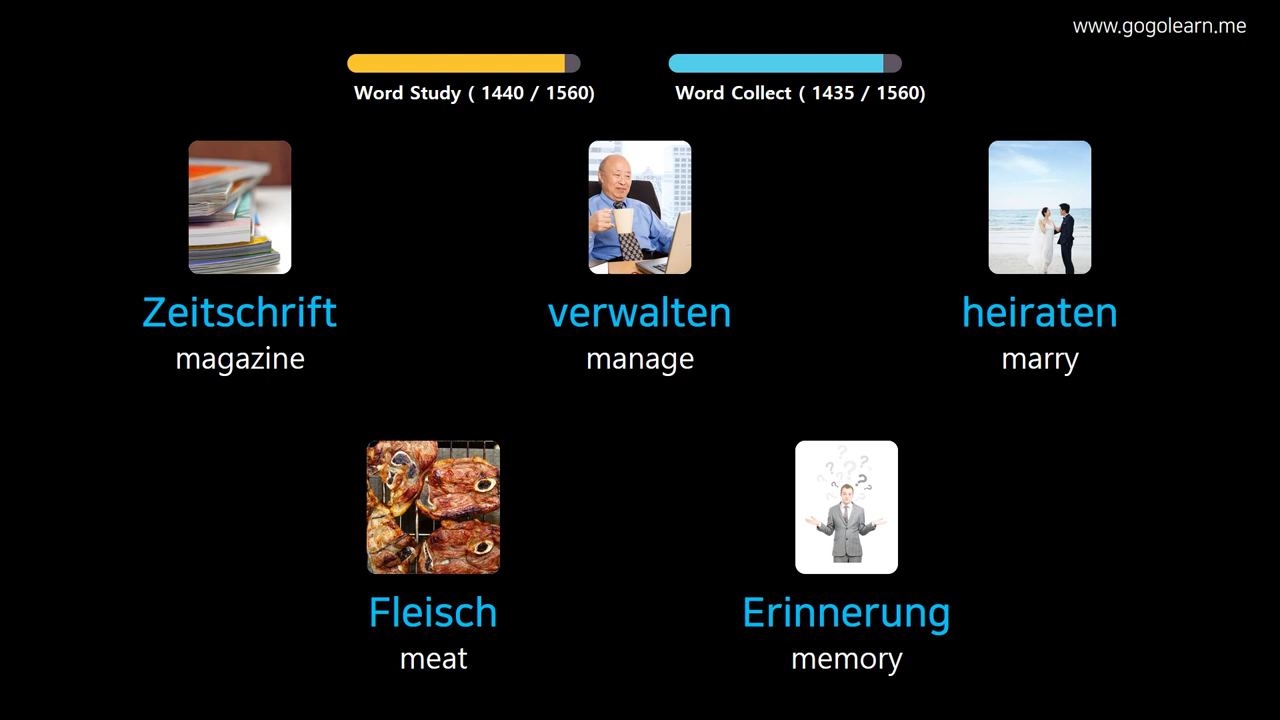 www.gogolearn.me
Word Study ( 1440 / 1560)
Word Collect ( 1435 / 1560)
Zeitschrift
magazine
verwalten
manage
heiraten
marry
Fleisch
meat
Erinnerung
memory